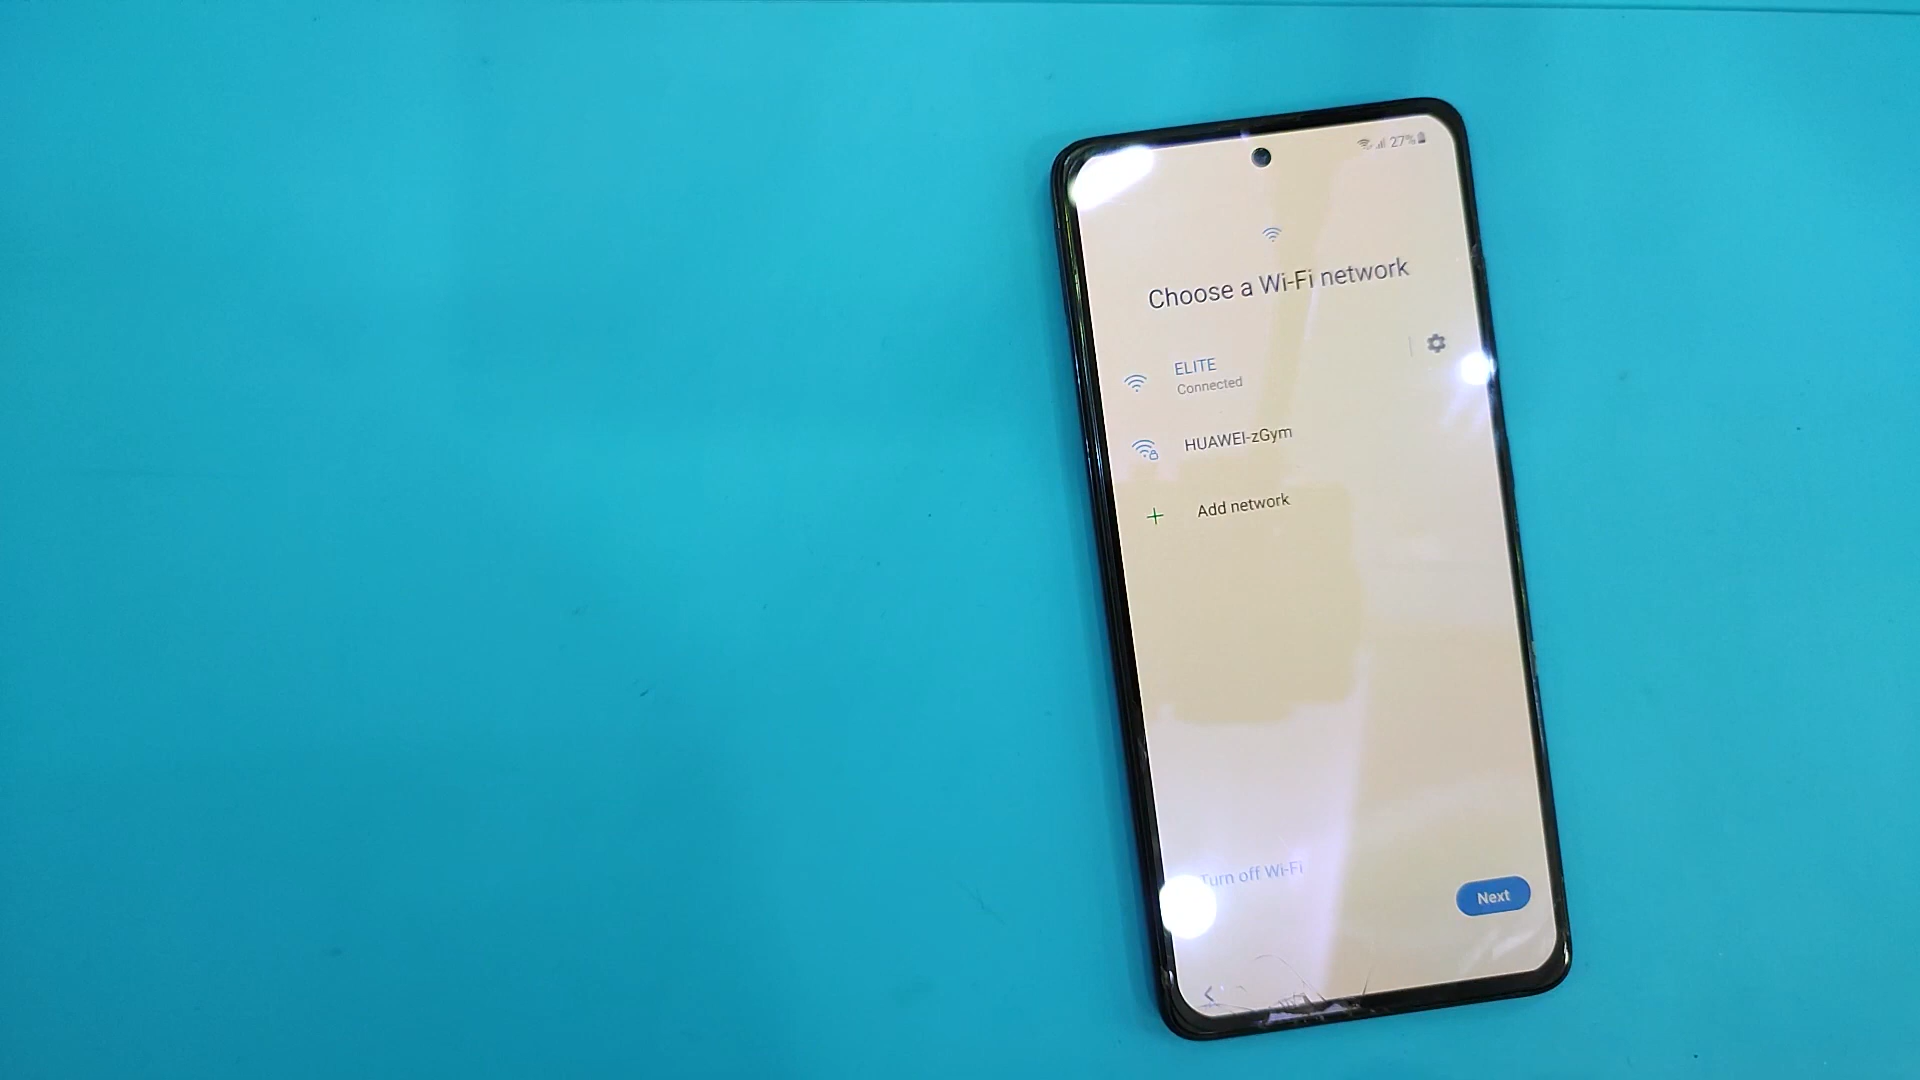 27%
Choose a Wi-Fi network
ELITE
Connected
HUAWEI-zGym
Add network
Turn off Wi-Fi
Next